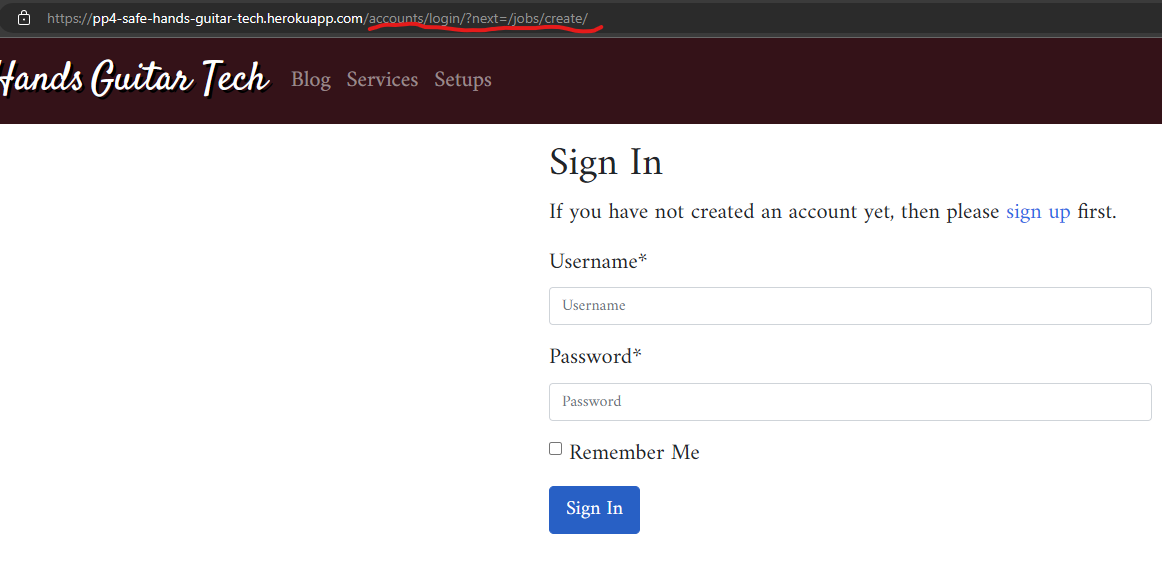 https://pp4-safe-hands-guitar-tech.herokuapp.com/accounts/login/?next=/jobs/create/
Hands Guitar Tech Blog Services Setups
Sign In
If you have not created an account yet, then please sign up first.
Username*
Username
Password*
Password
Remember Me
Sign In